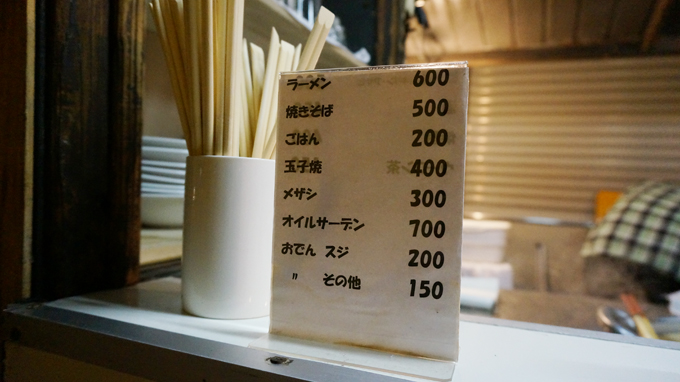 ラーメン 600
焼きそば 500
ごはん 200
玉子焼 400
メザシ 300
オイルサーデン 700
おでん スジ 200
〃 その他 150